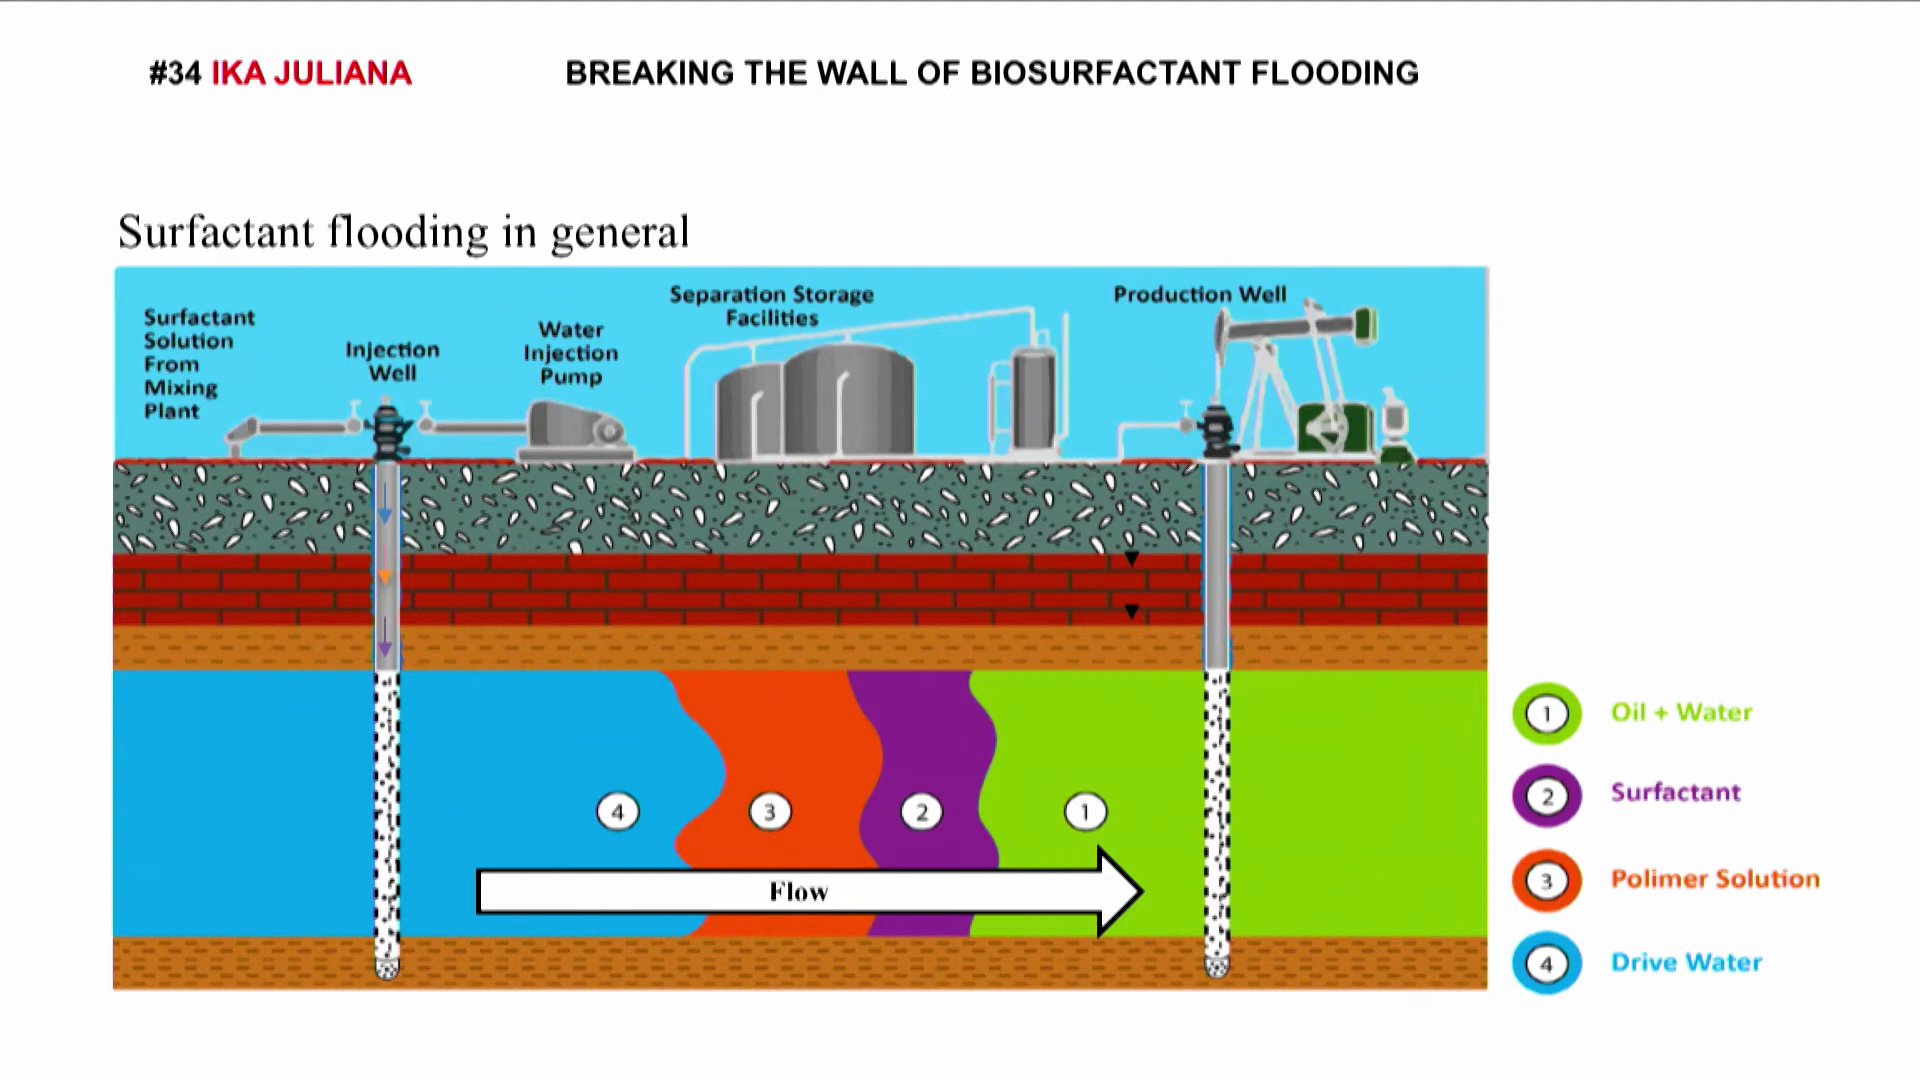 #34 IKA JULIANA BREAKING THE WALL OF BIOSURFACTANT FLOODING
Surfactant flooding in general
Surfactant
Solution
From
Mixing
Plant
Injection
Well
Water
Injection
Pump
Separation Storage
Facilities
Production Well
4
3
2
1
Flow
1 Oil + Water
2 Surfactant
3 Polimer Solution
4 Drive Water